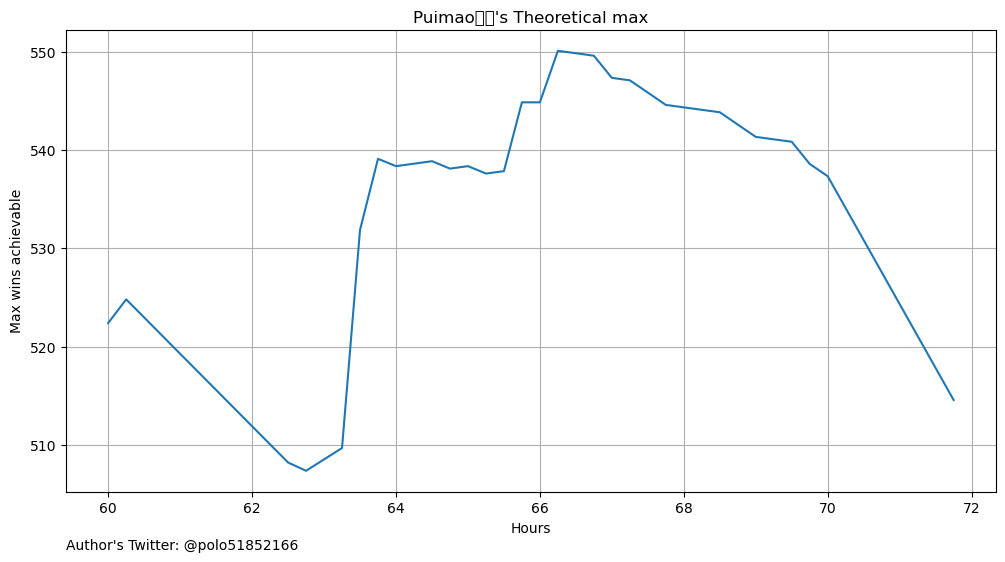 Puimao▯▯'s Theoretical max
Max wins achievable
550
540
530
520
510
60 62 64 66 68 70 72
Hours
Author's Twitter: @polo51852166